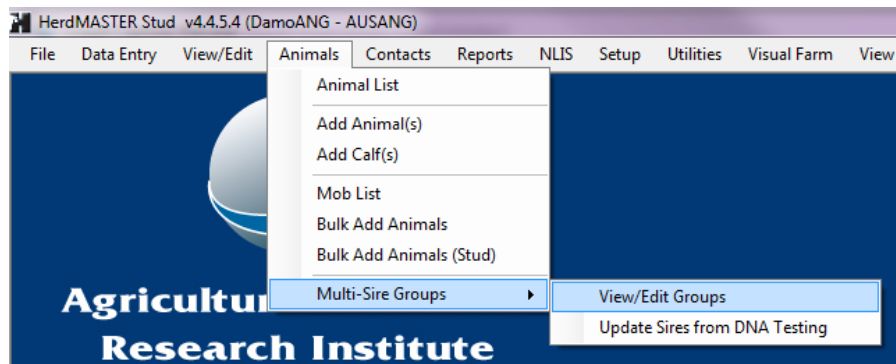 HerdMASTER Stud v4.4.5.4 (DamoANG - AUSANG)
File Data Entry View/Edit Animals Contacts Reports NLIS Setup Utilities Visual Farm View
Animal List
Add Animal(s)
Add Calf(s)
Mob List
Bulk Add Animals
Bulk Add Animals (Stud)
Multi-Sire Groups
View/Edit Groups
Update Sires from DNA Testing
Agricultu
Research Institute